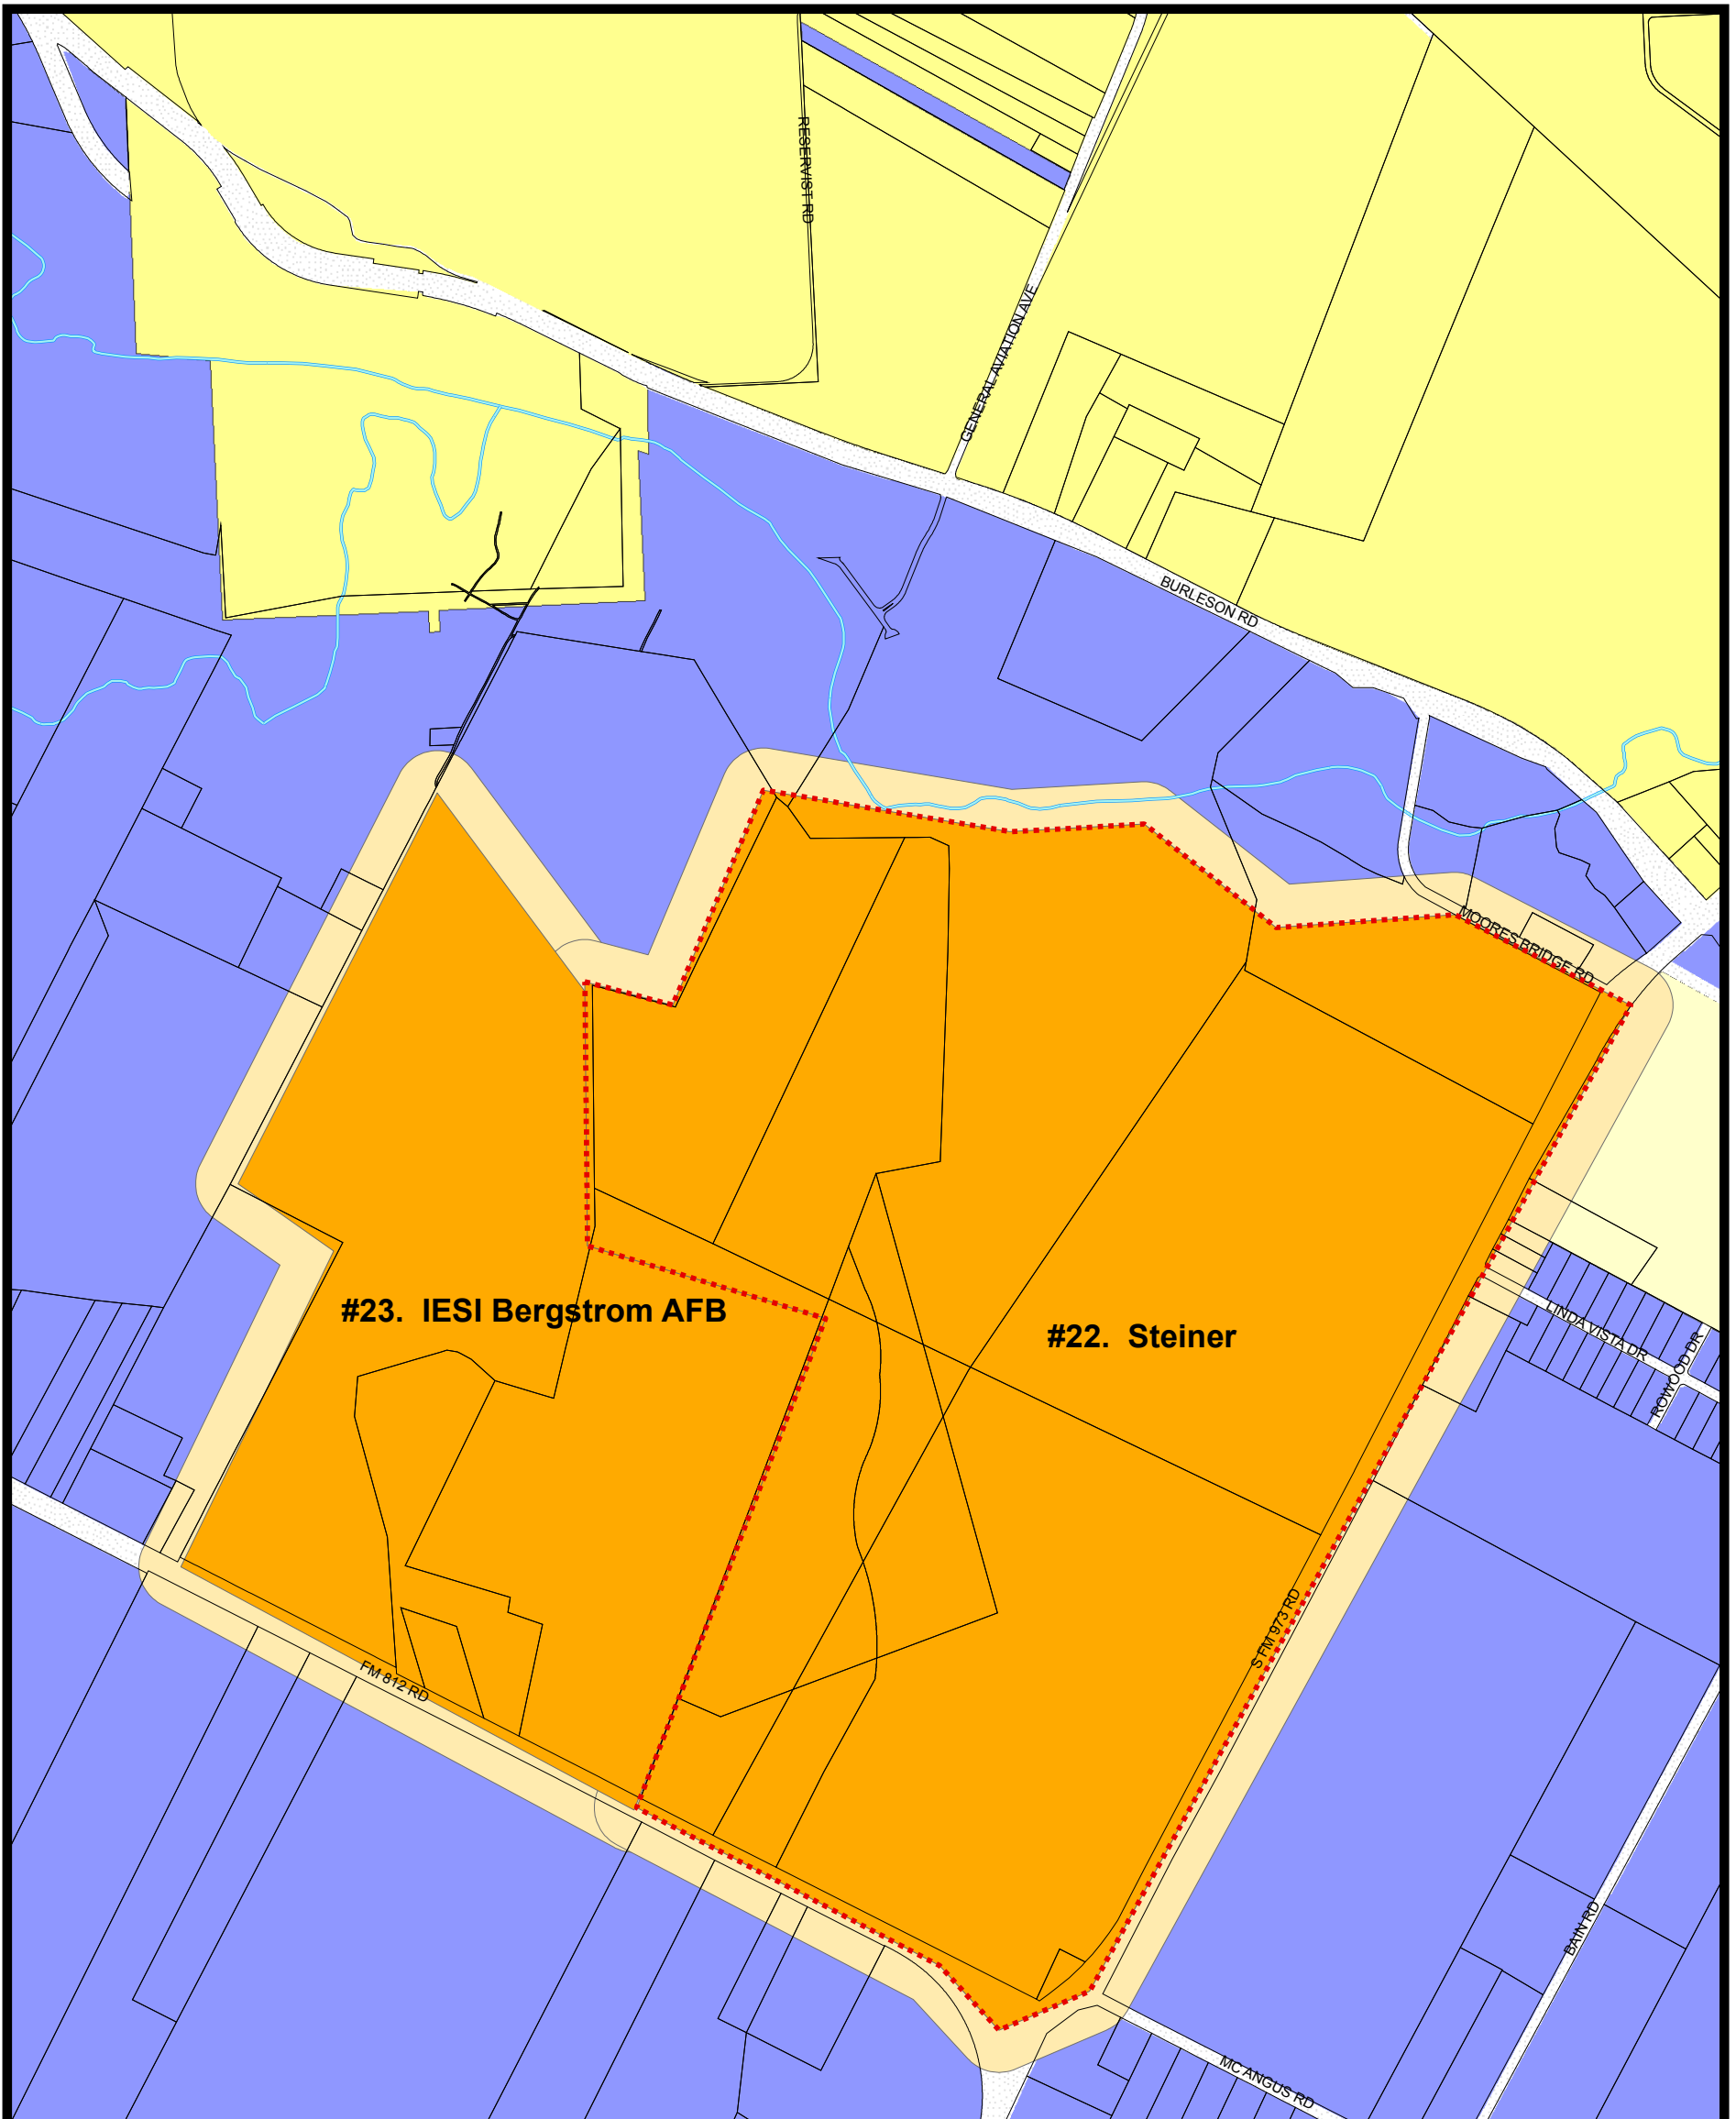 RESERVIST RD
GENERAL AVIATION AVE
BURLESON RD
MOORES BRIDGE RD
#23. IESI Bergstrom AFB
#22. Steiner
LINDA VISTA DR
ROWOOD DR
S FM 973 RD
FM 812 RD
BAIN RD
MC ANGUS RD